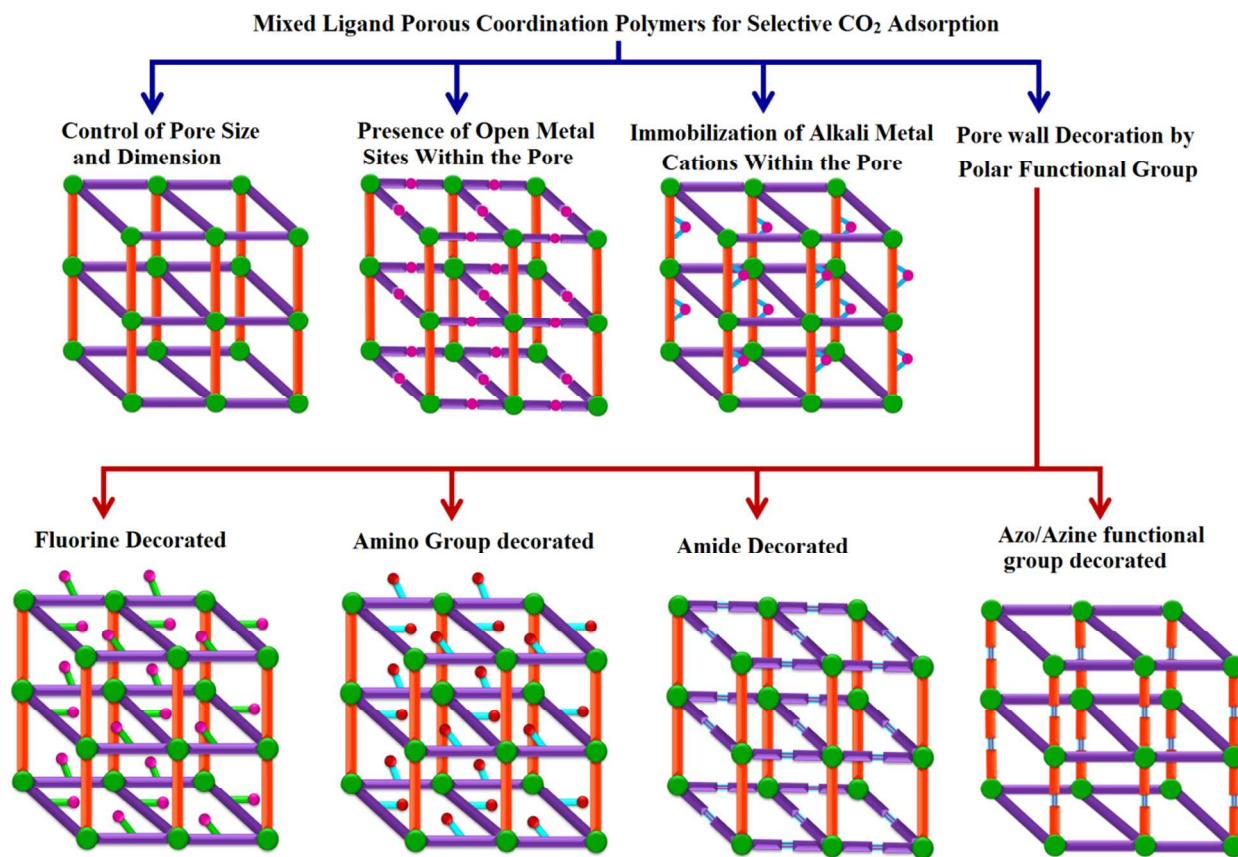 Mixed Ligand Porous Coordination Polymers for Selective CO₂ Adsorption
Control of Pore Size
and Dimension
Presence of Open Metal
Sites Within the Pore
Immobilization of Alkali Metal
Cations Within the Pore
Pore wall Decoration by
Polar Functional Group
Fluorine Decorated
Amino Group decorated
Amide Decorated
Azo/Azine functional
group decorated